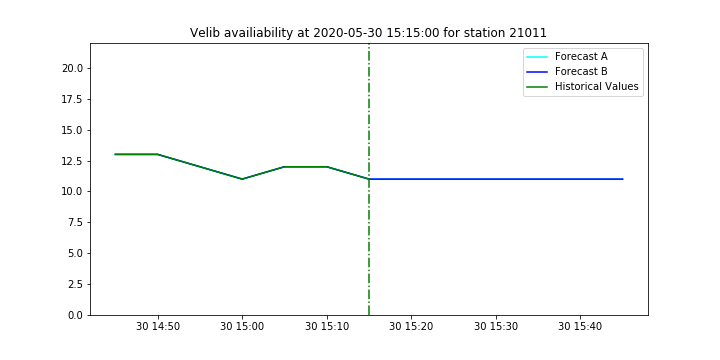 Velib availiability at 2020-05-30 15:15:00 for station 21011
Forecast A
Forecast B
Historical Values
20.0
17.5
15.0
12.5
10.0
7.5
5.0
2.5
0.0
30 14:50 30 15:00 30 15:10 30 15:20 30 15:30 30 15:40